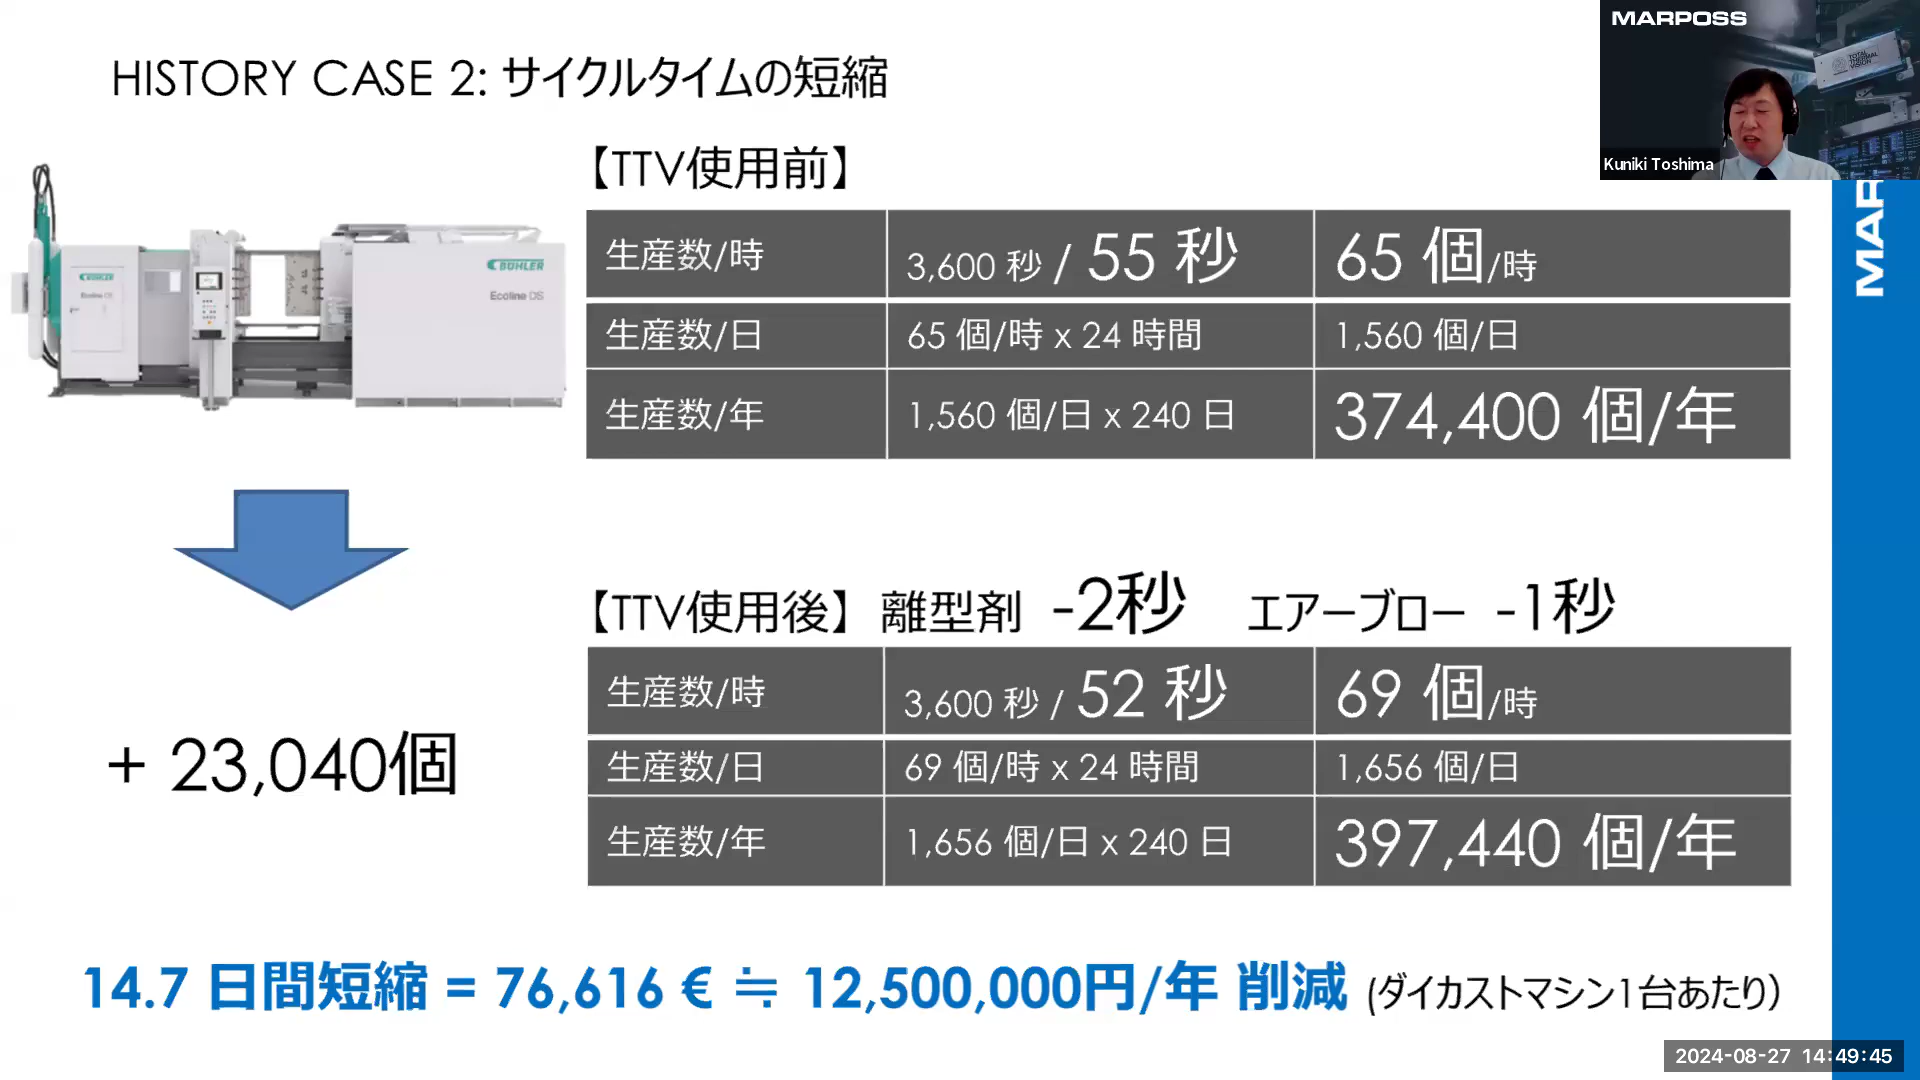 MARPOSS
TOTAL
THERMAL
VISION
Kuniki Toshima
HISTORY CASE 2: サイクルタイムの短縮
【TTV使用前】
生産数/時 3,600 秒 / 55 秒 65 個/時
生産数/日 65 個/時 x 24 時間 1,560 個/日
生産数/年 1,560 個/日 x 240 日 374,400 個/年
BÜHLER
Ecoline DS
BÜHLER
Ecoline DS
MAR
【TTV使用後】 離型剤 -2秒 エアーブロー -1秒
生産数/時 3,600 秒 / 52 秒 69 個/時
生産数/日 69 個/時 x 24 時間 1,656 個/日
生産数/年 1,656 個/日 x 240 日 397,440 個/年
+ 23,040個
14.7 日間短縮 = 76,616 € ≒ 12,500,000円/年 削減 (ダイカストマシン1台あたり)
2024-08-27 14:49:45